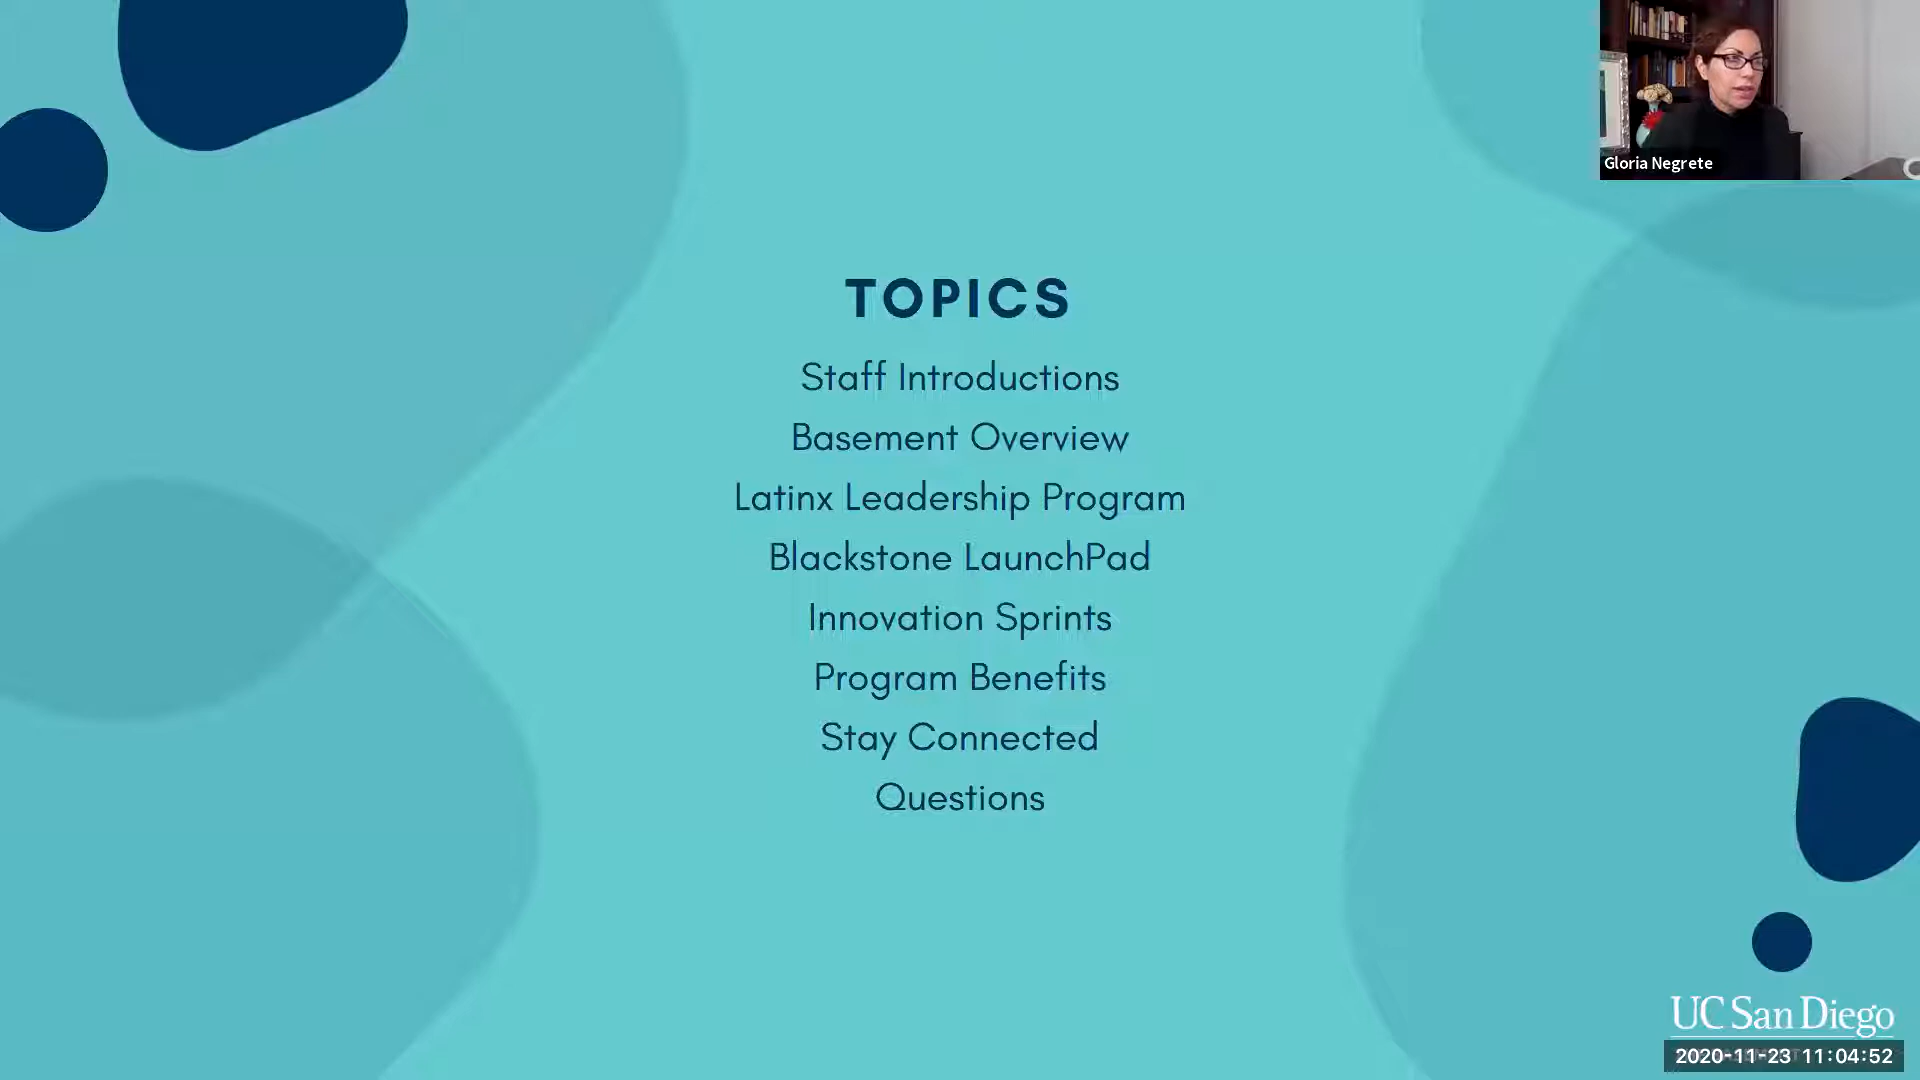 Gloria Negrete
TOPICS
Staff Introductions
Basement Overview
Latinx Leadership Program
Blackstone LaunchPad
Innovation Sprints
Program Benefits
Stay Connected
Questions
UC San Diego
2020-11-23 11:04:52